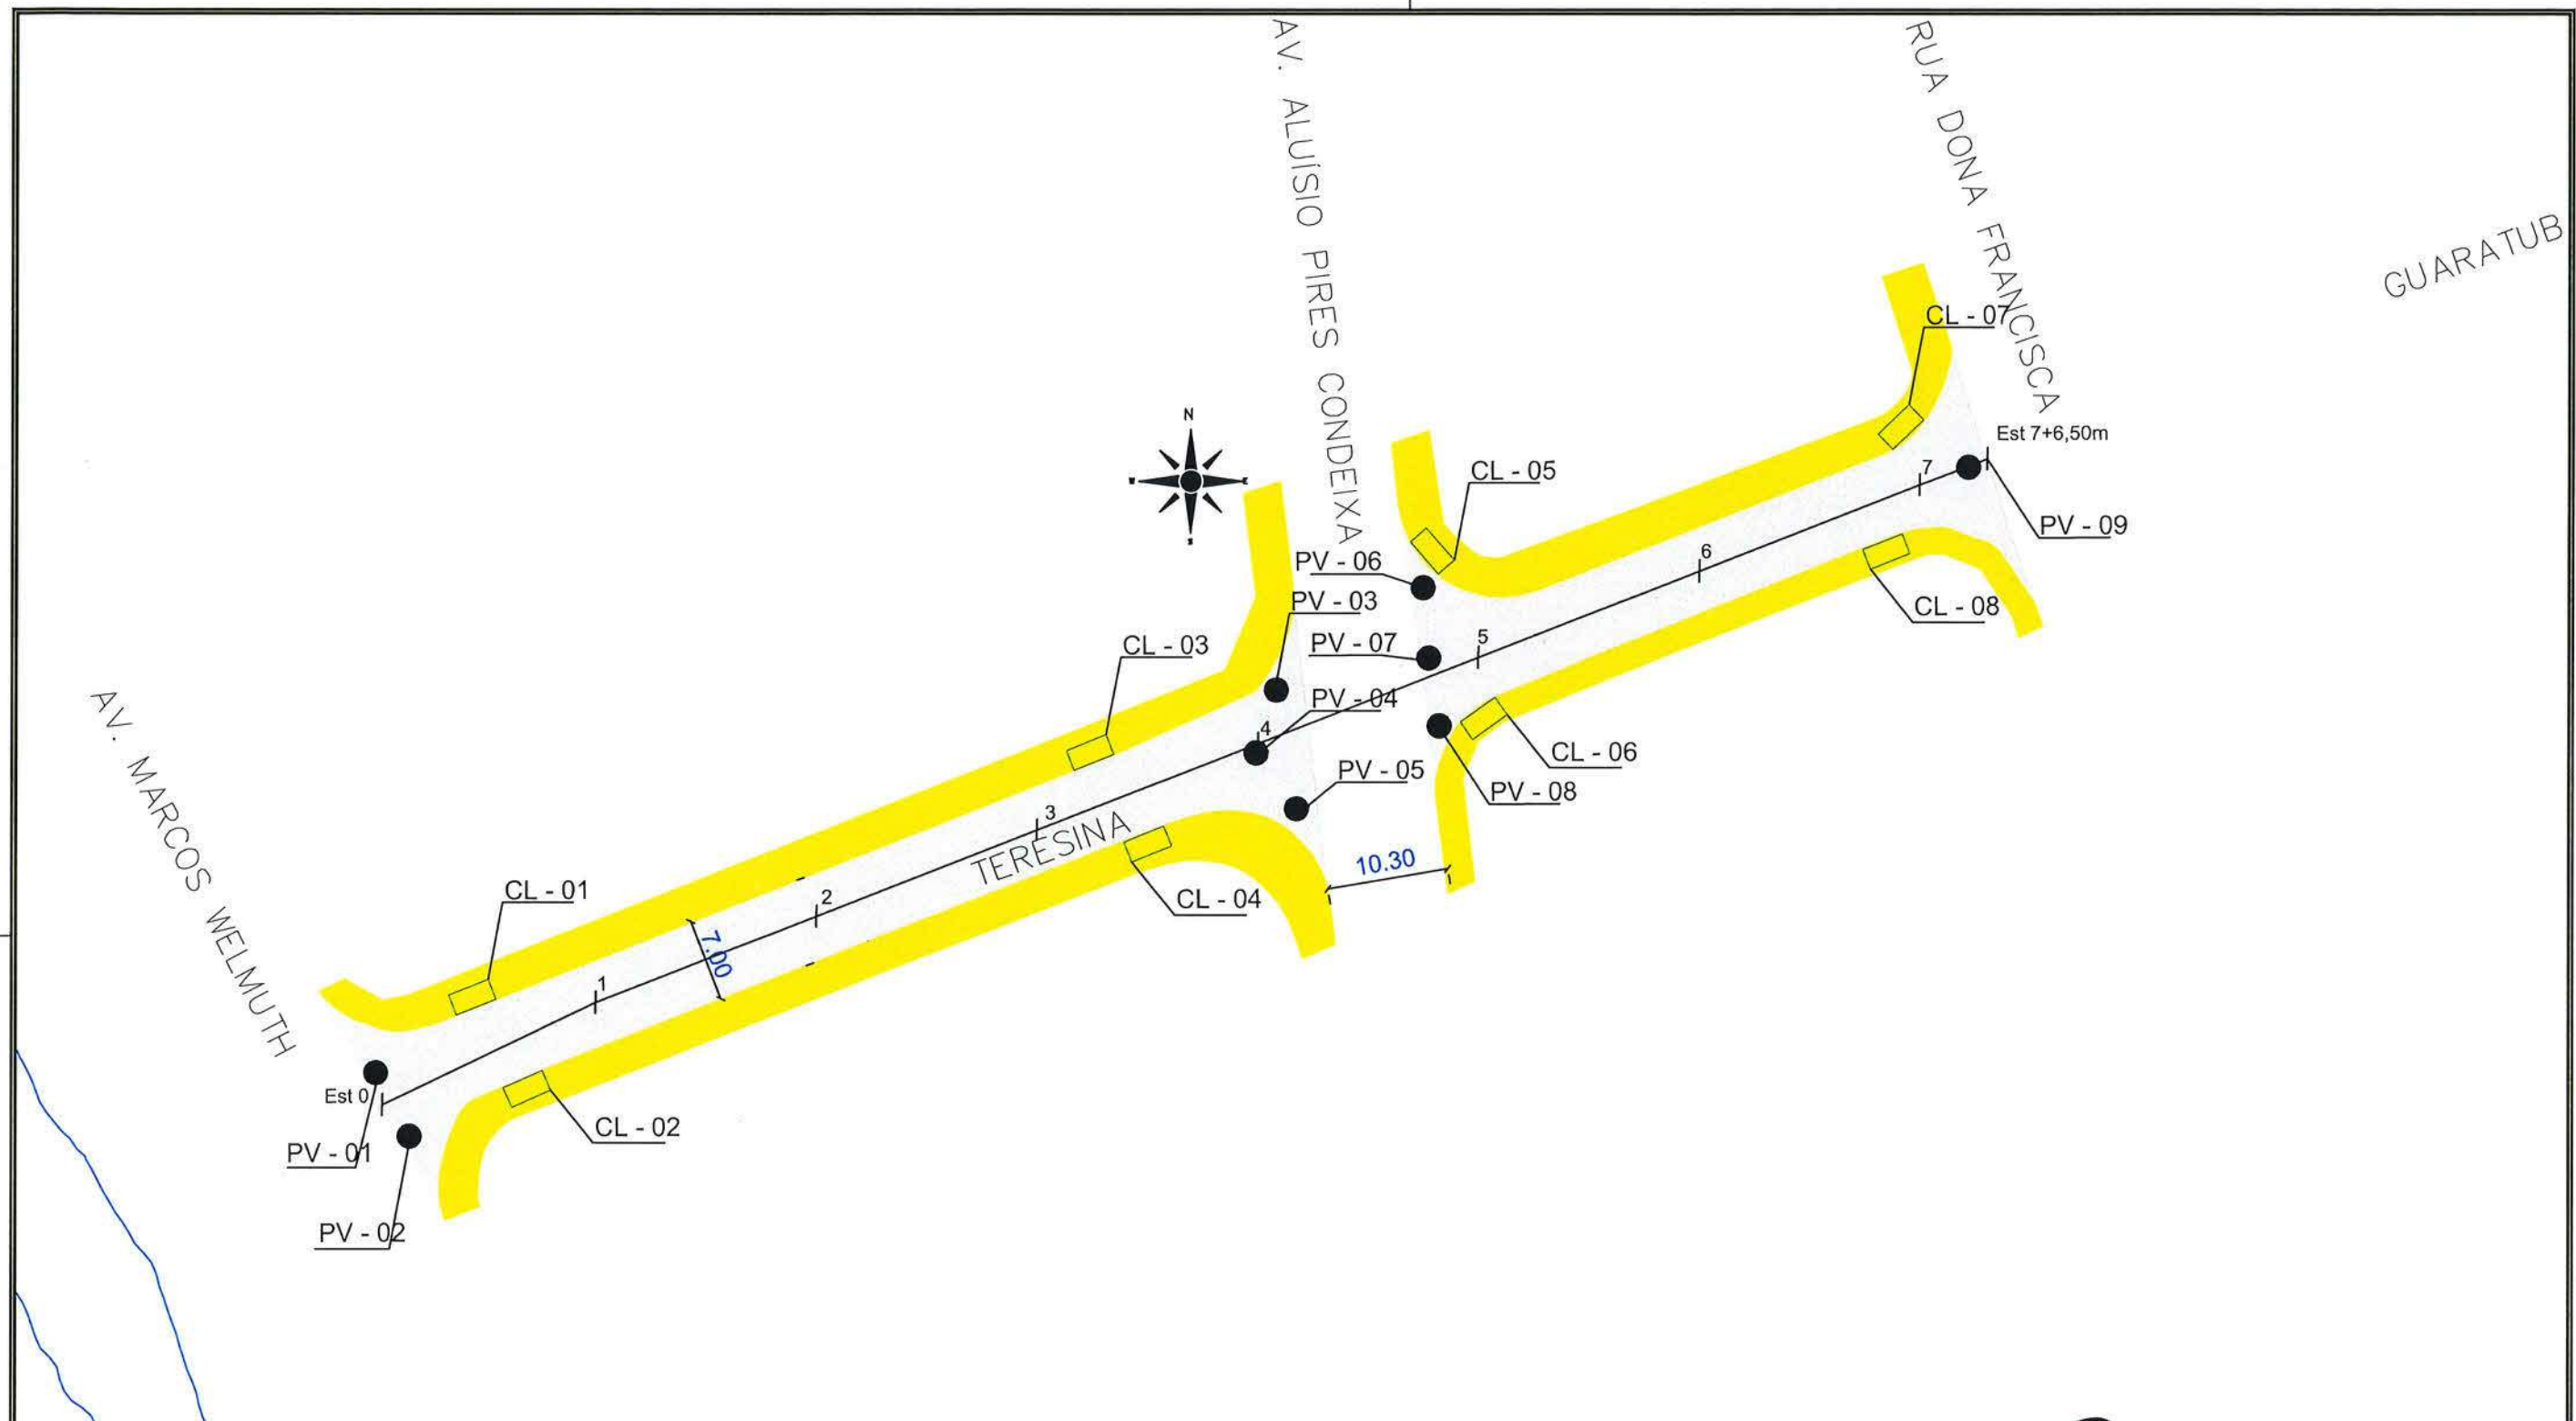 AV. ALUÍSIO PIRES CONDEIXA
RUA DONA FRANCISCA
GUARATUB
CL - 07
N
Est 7+6,50m
CL - 05
7
PV - 09
PV - 06
6
PV - 03
CL - 08
PV - 07
5
CL - 03
PV - 04
4
AV. MARCOS WELMUTH
CL - 06
PV - 05
PV - 08
3
TERESINA
10.30
CL - 01
2
CL - 04
7.00
1
Est 0
CL - 02
PV - 01
PV - 02